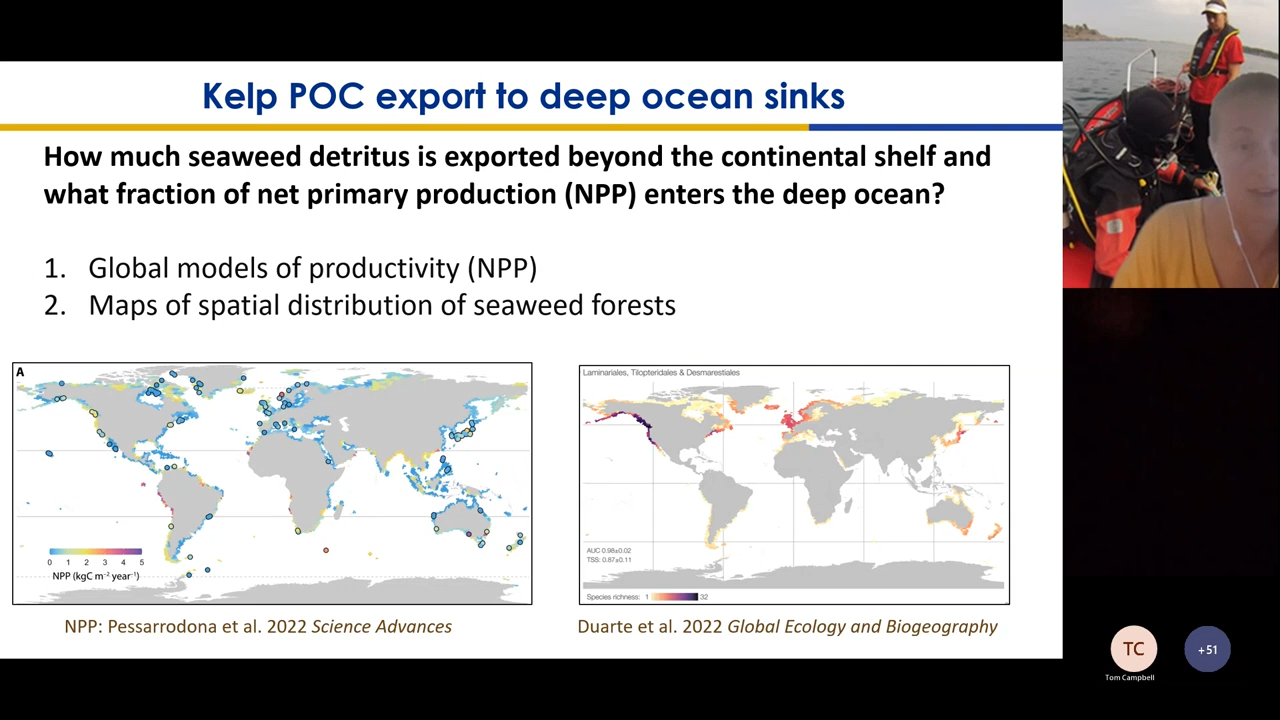 Kelp POC export to deep ocean sinks
How much seaweed detritus is exported beyond the continental shelf and
what fraction of net primary production (NPP) enters the deep ocean?
1. Global models of productivity (NPP)
2. Maps of spatial distribution of seaweed forests
A
0 1 2 3 4 5
NPP (kgC m⁻² year⁻¹)
NPP: Pessarrodona et al. 2022 Science Advances
Laminariales, Tilopteridales & Desmarestiales
AUC 0.98±0.02
TSS: 0.87±0.11
Species richness: 1 32
Duarte et al. 2022 Global Ecology and Biogeography
TC
+51
Tom Campbell